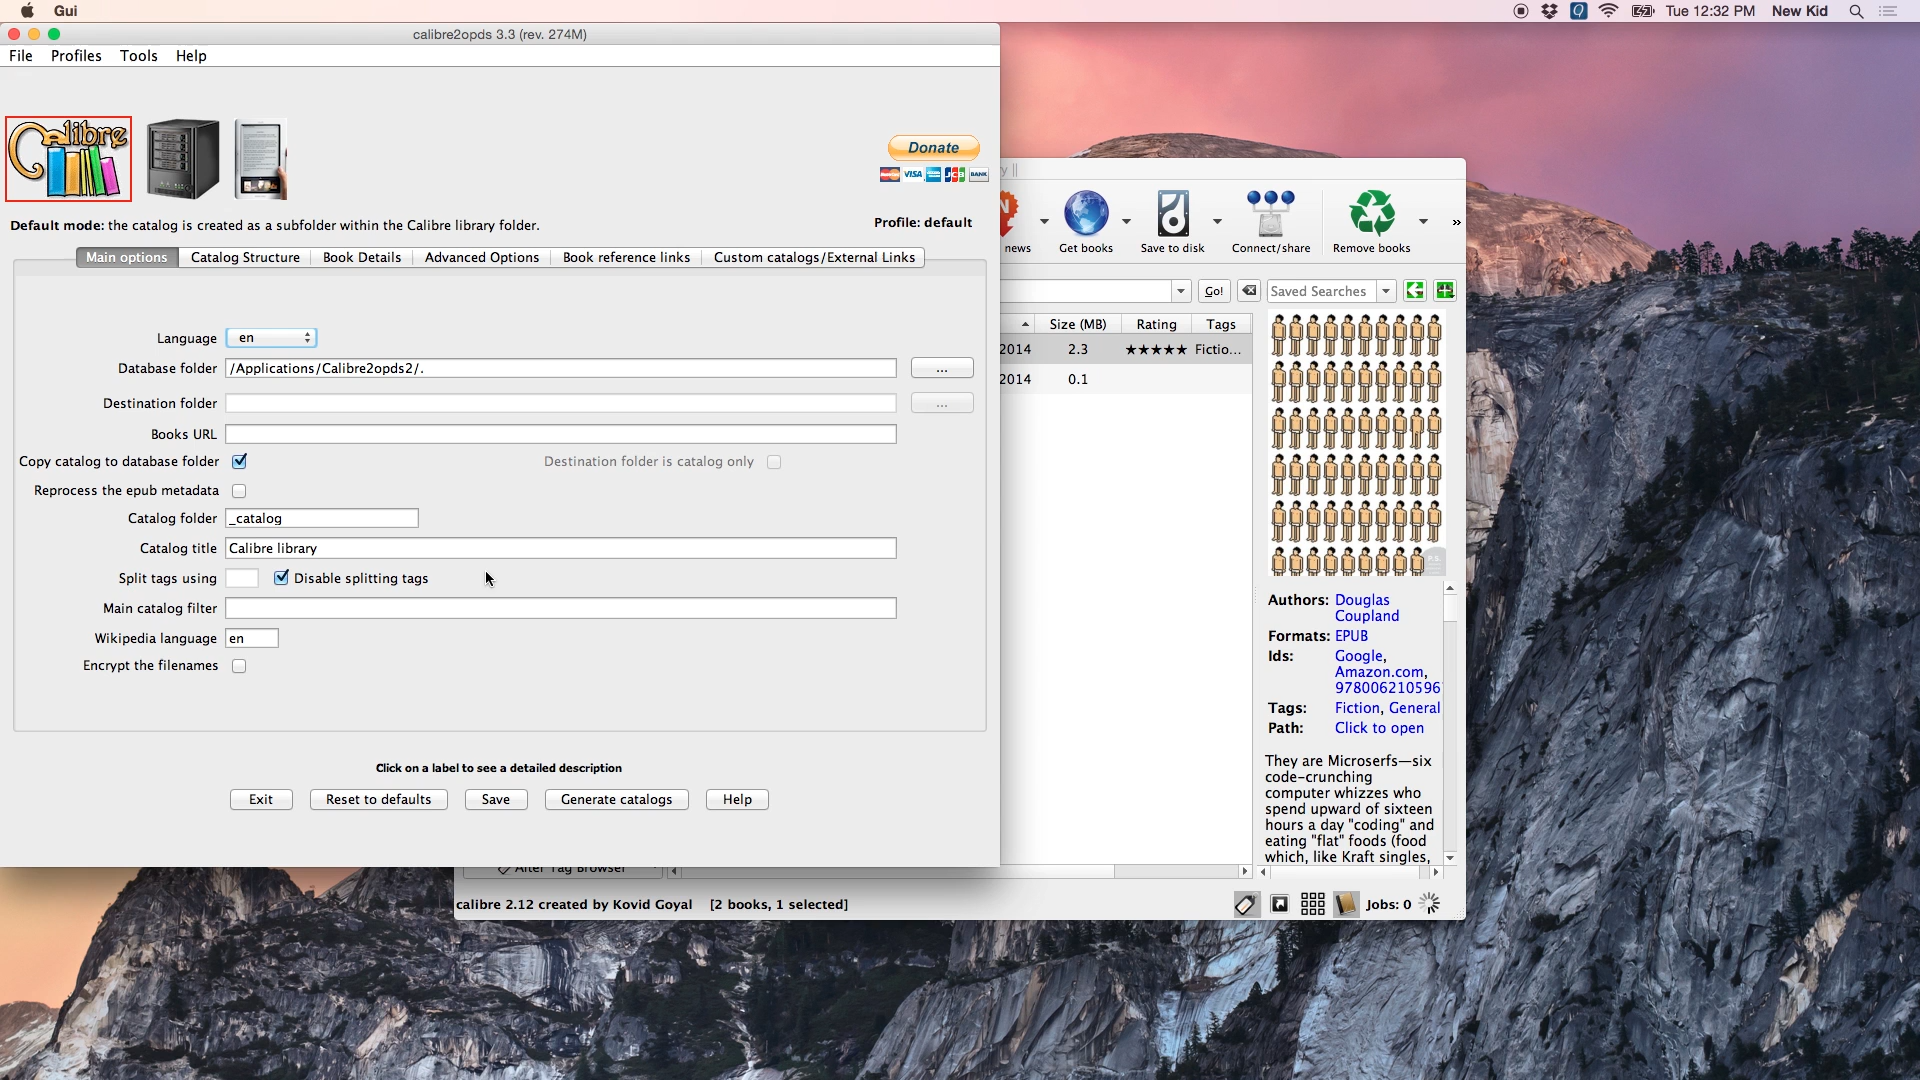 Gui
Tue 12:32 PM New Kid
calibre2opds 3.3 (rev. 274M)
File Profiles Tools Help
Calibre
Donate
VISA JCB BANK
Default mode: the catalog is created as a subfolder within the Calibre library folder.
Profile: default
Main options Catalog Structure Book Details Advanced Options Book reference links Custom catalogs/External Links
Language en
Database folder /Applications/Calibre2opds2/. ...
Destination folder ...
Books URL
Copy catalog to database folder Destination folder is catalog only
Reprocess the epub metadata
Catalog folder _catalog
Catalog title Calibre library
Split tags using Disable splitting tags
Main catalog filter
Wikipedia language en
Encrypt the filenames
Click on a label to see a detailed description
Exit Reset to defaults Save Generate catalogs Help
news Get books Save to disk Connect/share Remove books »
Go! Saved Searches
Size (MB) Rating Tags
2014 2.3 ★★★★★ Fictio...
2014 0.1
P.S.
Authors: Douglas
Coupland
Formats: EPUB
Ids: Google,
Amazon.com,
978006210596
Tags: Fiction, General
Path: Click to open
They are Microserfs—six
code-crunching
computer whizzes who
spend upward of sixteen
hours a day "coding" and
eating "flat" foods (food
which, like Kraft singles,
Alter Tag Browser
calibre 2.12 created by Kovid Goyal [2 books, 1 selected]
Jobs: 0